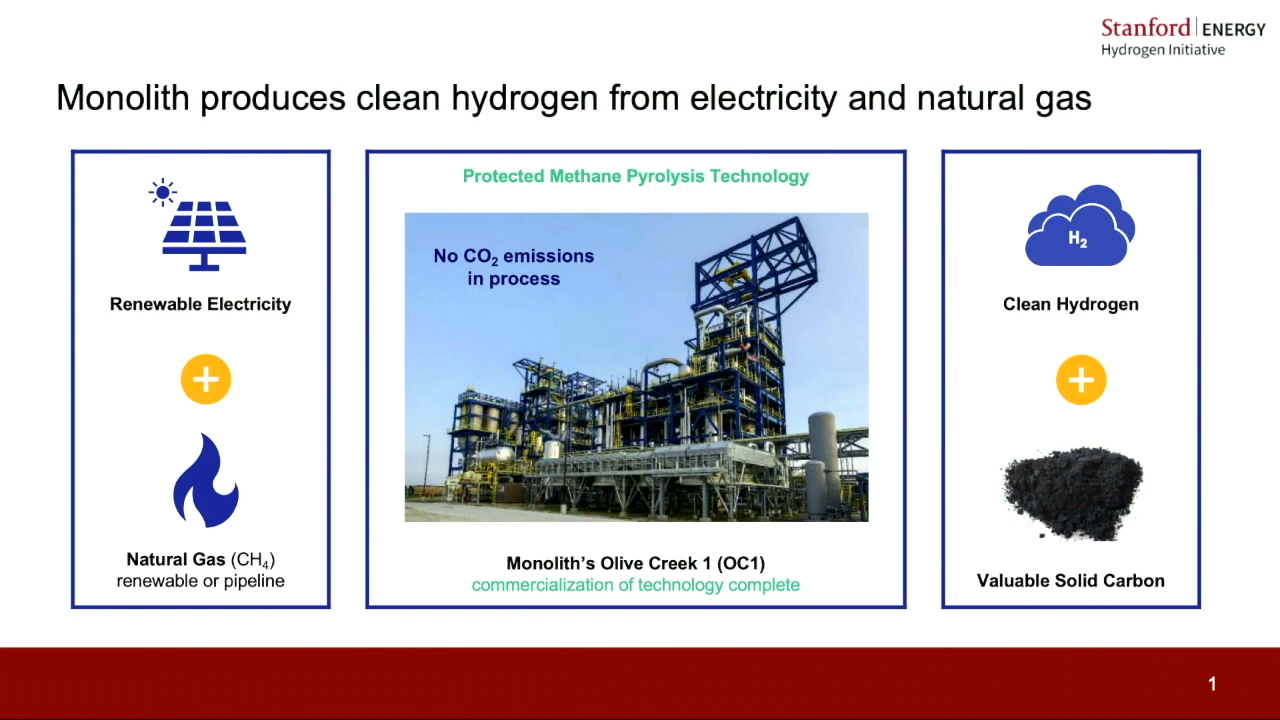 Stanford | ENERGY
Hydrogen Initiative
Monolith produces clean hydrogen from electricity and natural gas
Renewable Electricity
Natural Gas (CH₄)
renewable or pipeline
Protected Methane Pyrolysis Technology
No CO₂ emissions
in process
Monolith’s Olive Creek 1 (OC1)
commercialization of technology complete
H₂
Clean Hydrogen
Valuable Solid Carbon
1